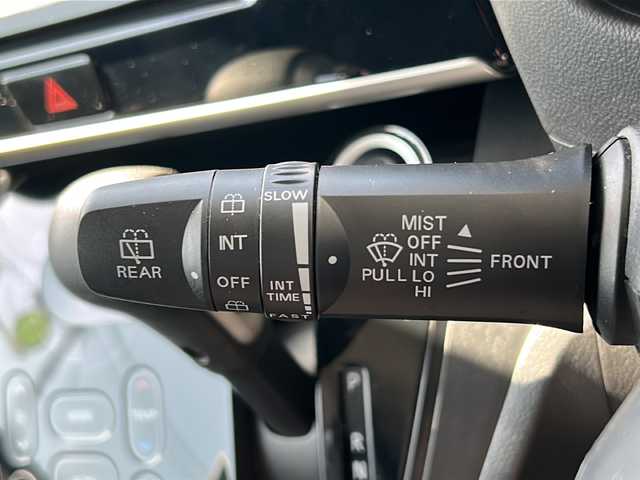 REAR
INT
OFF
SLOW
INT
TIME
FAST
PULL
MIST
OFF
INT
LO
HI
FRONT
P
R
N